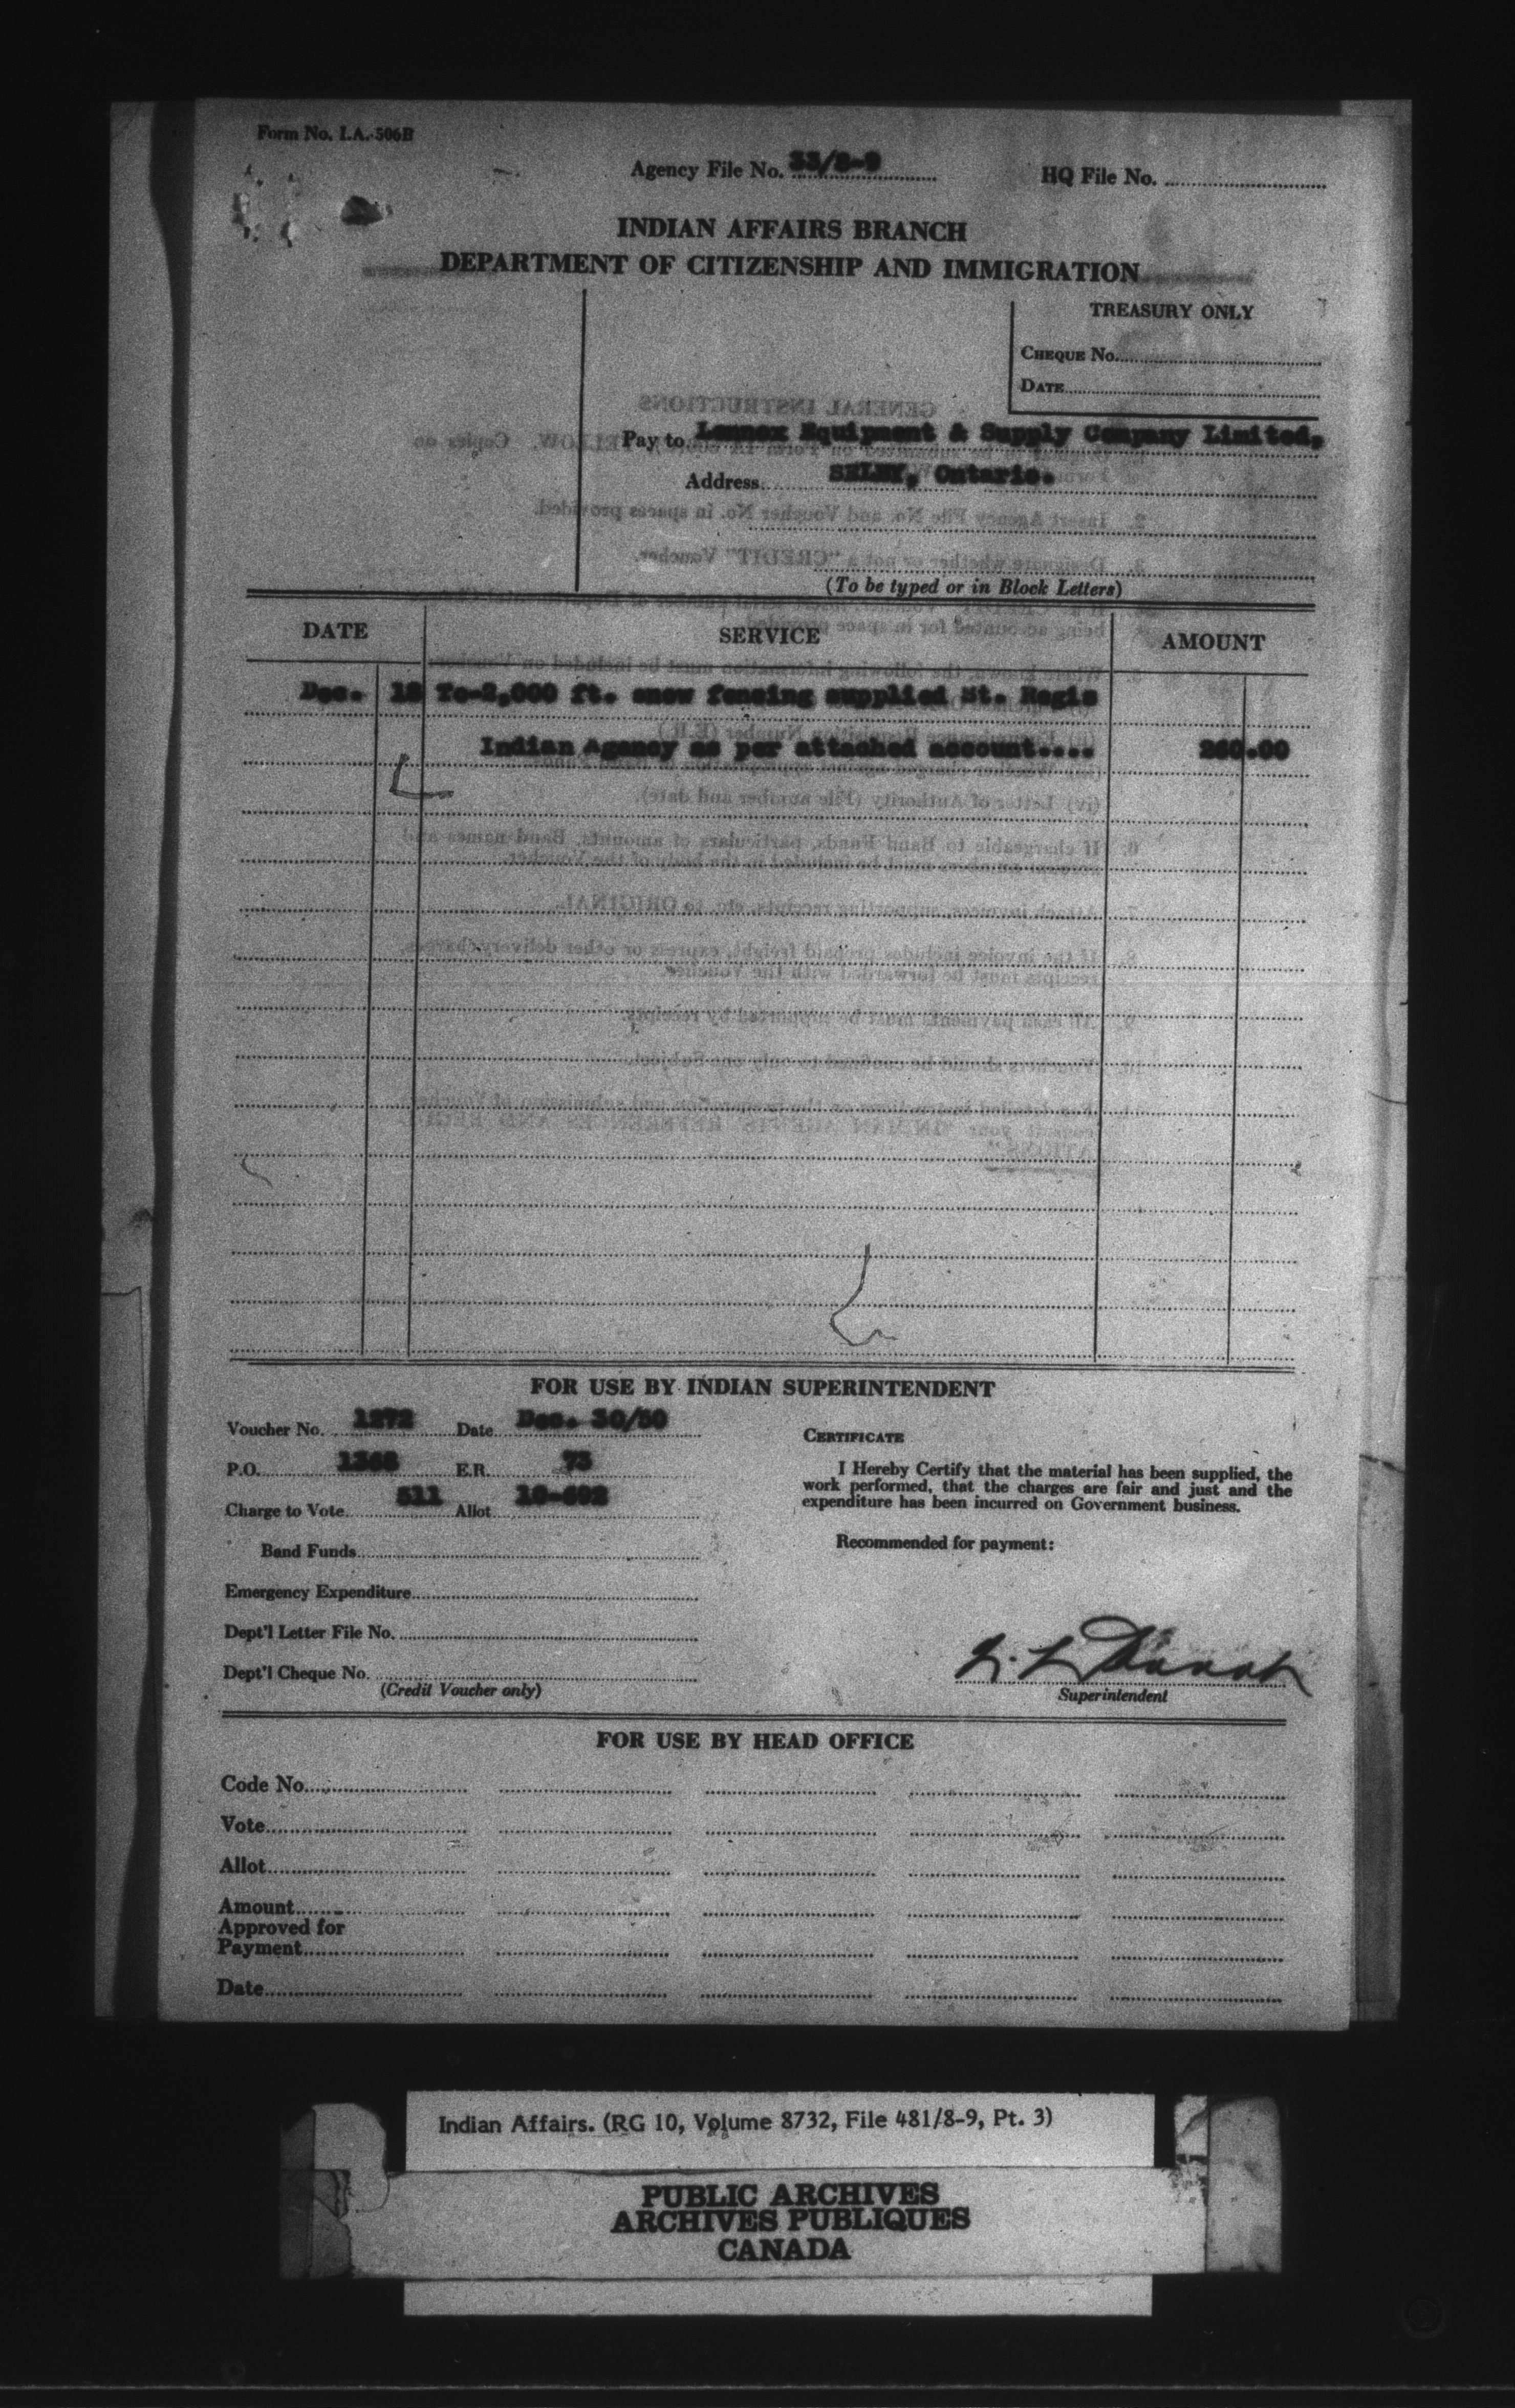 Form No. I.A. 506B
Agency File No. 33/8-9 HQ File No.
INDIAN AFFAIRS BRANCH
DEPARTMENT OF CITIZENSHIP AND IMMIGRATION
TREASURY ONLY
CHEQUE No.
DATE
Pay to Lennox Equipment & Supply Company Limited,
Address SELBY, Ontario.
(To be typed or in Block Letters)
DATE SERVICE AMOUNT
Dec. 12 To-2,000 ft. snow fencing supplied St. Regis
Indian Agency as per attached account.... 260.00
FOR USE BY INDIAN SUPERINTENDENT
Voucher No. 1272 Date Dec. 30/50
P.O. 1368 E.R. 73
Charge to Vote 511 Allot 10-602
Band Funds
Emergency Expenditure
Dept'l Letter File No.
Dept'l Cheque No.
(Credit Voucher only)
CERTIFICATE
I Hereby Certify that the material has been supplied, the
work performed, that the charges are fair and just and the
expenditure has been incurred on Government business.
Recommended for payment:
Superintendent
FOR USE BY HEAD OFFICE
Code No.
Vote
Allot
Amount
Approved for
Payment
Date
Indian Affairs. (RG 10, Volume 8732, File 481/8-9, Pt. 3)
PUBLIC ARCHIVES
ARCHIVES PUBLIQUES
CANADA